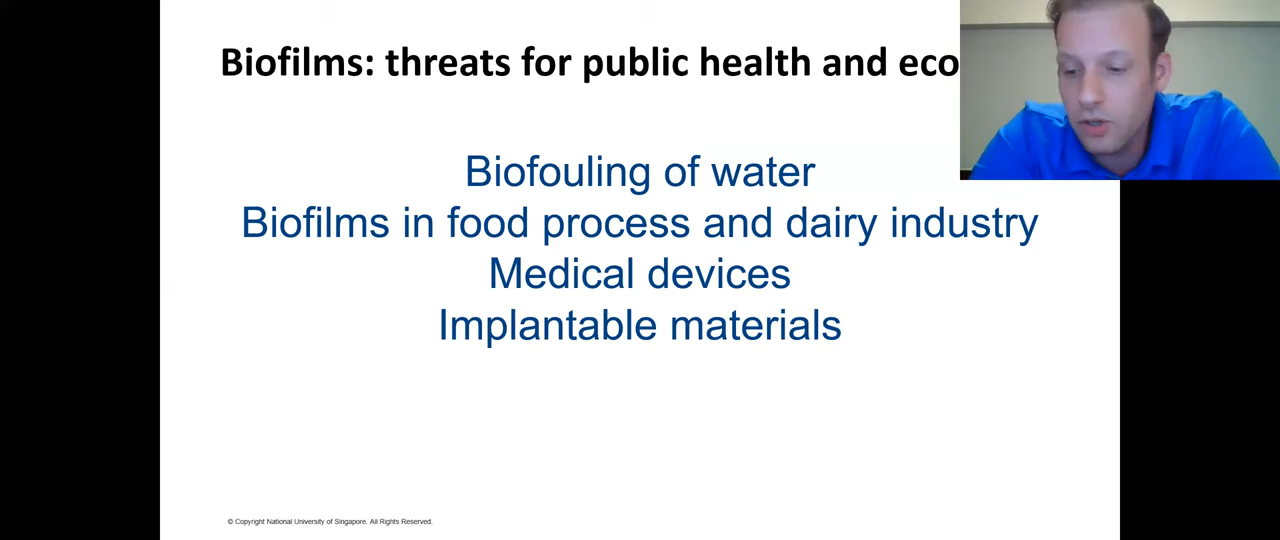 Biofilms: threats for public health and eco
Biofouling of water
Biofilms in food process and dairy industry
Medical devices
Implantable materials
© Copyright National University of Singapore. All Rights Reserved.